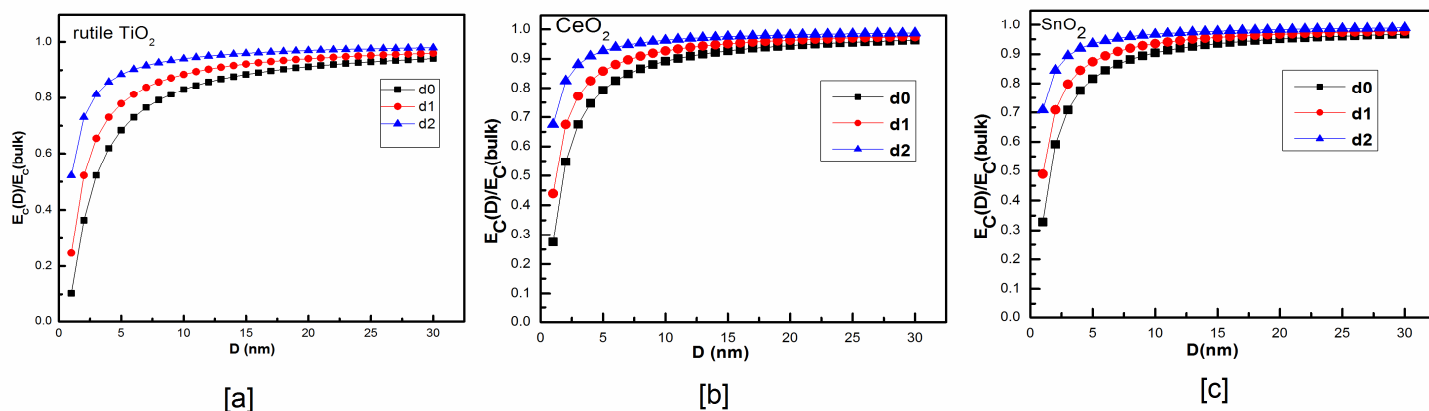 rutile TiO2
EC(D)/EC(bulk)
1.0
0.8
0.6
0.4
0.2
0.0
d0
d1
d2
0 5 10 15 20 25 30
D (nm)
[a]
CeO2
EC(D)/EC(bulk)
1.0
0.9
0.8
0.7
0.6
0.5
0.4
0.3
0.2
0.1
0.0
d0
d1
d2
0 5 10 15 20 25 30
D (nm)
[b]
SnO2
EC(D)/EC(bulk)
1.0
0.9
0.8
0.7
0.6
0.5
0.4
0.3
0.2
0.1
0.0
d0
d1
d2
0 5 10 15 20 25 30
D(nm)
[c]